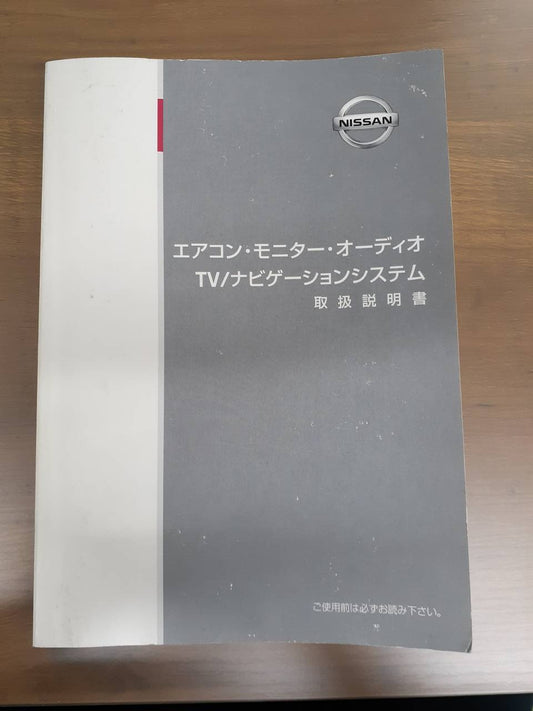 NISSAN
エアコン・モニター・オーディオ
TV/ナビゲーションシステム
取扱説明書
ご使用前は必ずお読み下さい。